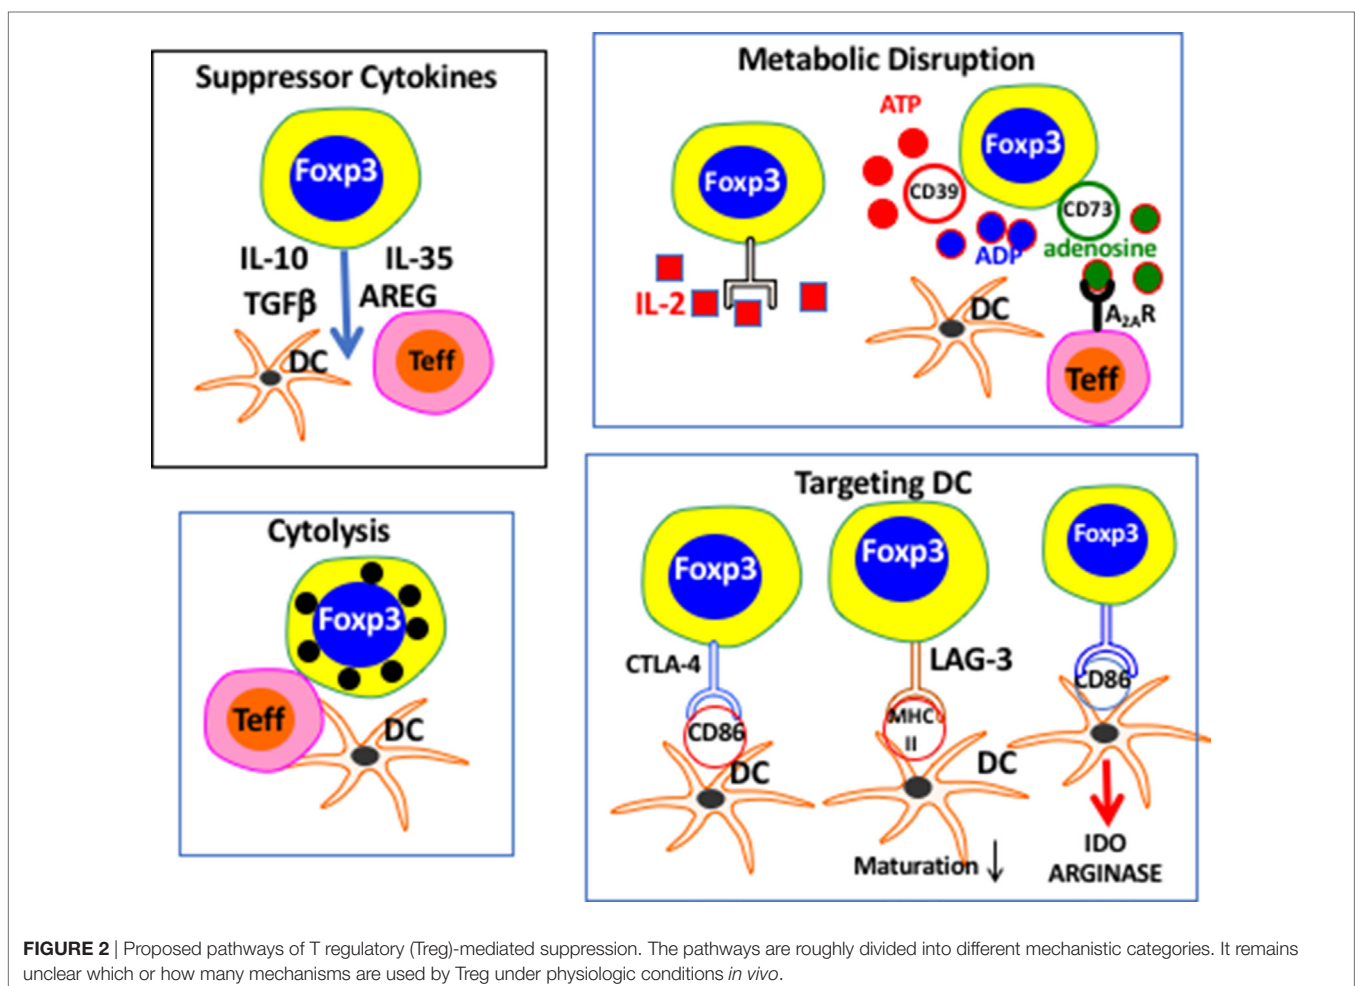 Suppressor Cytokines
Foxp3
IL-10
IL-35
TGFβ
AREG
DC
Teff
Metabolic Disruption
Foxp3
IL-2
ATP
Foxp3
CD39
CD73
ADP
adenosine
DC
A2AR
Teff
Cytolysis
Foxp3
Teff
DC
Targeting DC
Foxp3
CTLA-4
CD86
DC
Foxp3
LAG-3
MHC
II
DC
Maturation
Foxp3
CD86
IDO
ARGINASE
FIGURE 2 | Proposed pathways of T regulatory (Treg)-mediated suppression. The pathways are roughly divided into different mechanistic categories. It remains
unclear which or how many mechanisms are used by Treg under physiologic conditions in vivo.